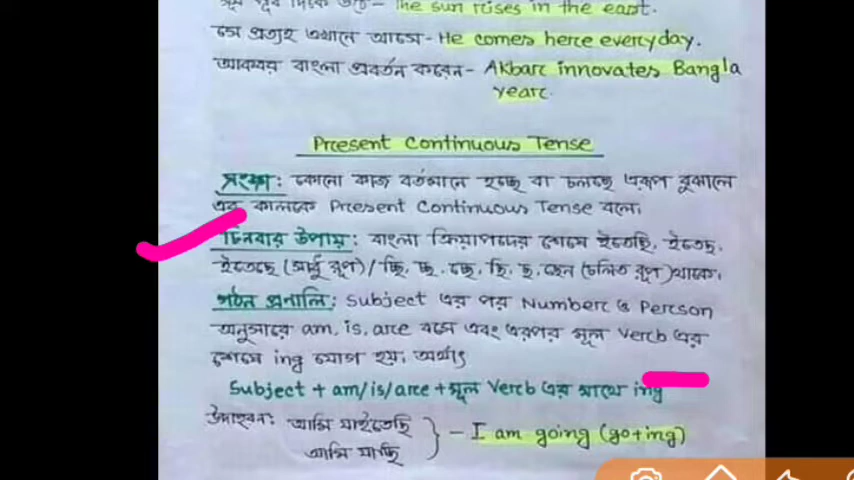 The sun rises in the east.
সে প্রত্যহ এখানে আসে - He comes here everyday.
আকবর বাংলা প্রবর্তন করেন - Akbar innovates Bangla
year.
Present Continuous Tense
সংজ্ঞা: কোনো কাজ বর্তমানে হচ্ছে বা চলছে এরূপ বুঝালে
এর কালকে Present Continuous Tense বলে।
চিনবার উপায়: বাংলা ক্রিয়াপদের শেষে ইতেছি, ইতেছ,
ইতেছে (সাধু রূপ)/ চ্ছি, চ্ছ, চ্ছে, ছি, ছ, ছেন (চলিত রূপ) থাকে।
গঠন প্রনালি: Subject এর পর Number ও Person
অনুসারে am, is, are বসে এবং এরপর মূল Verb এর
শেষে ing যোগ হয়। অর্থাৎ
Subject + am/is/are + মূল Verb এর সাথে ing
উদাহরন: আমি যাইতেছি
আমি যাচ্ছি } - I am going (go+ing)